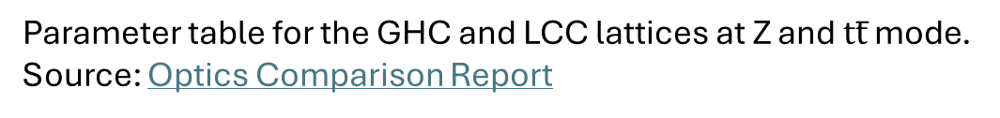 Parameter table for the GHC and LCC lattices at Z and tt̄ mode.
Source: Optics Comparison Report